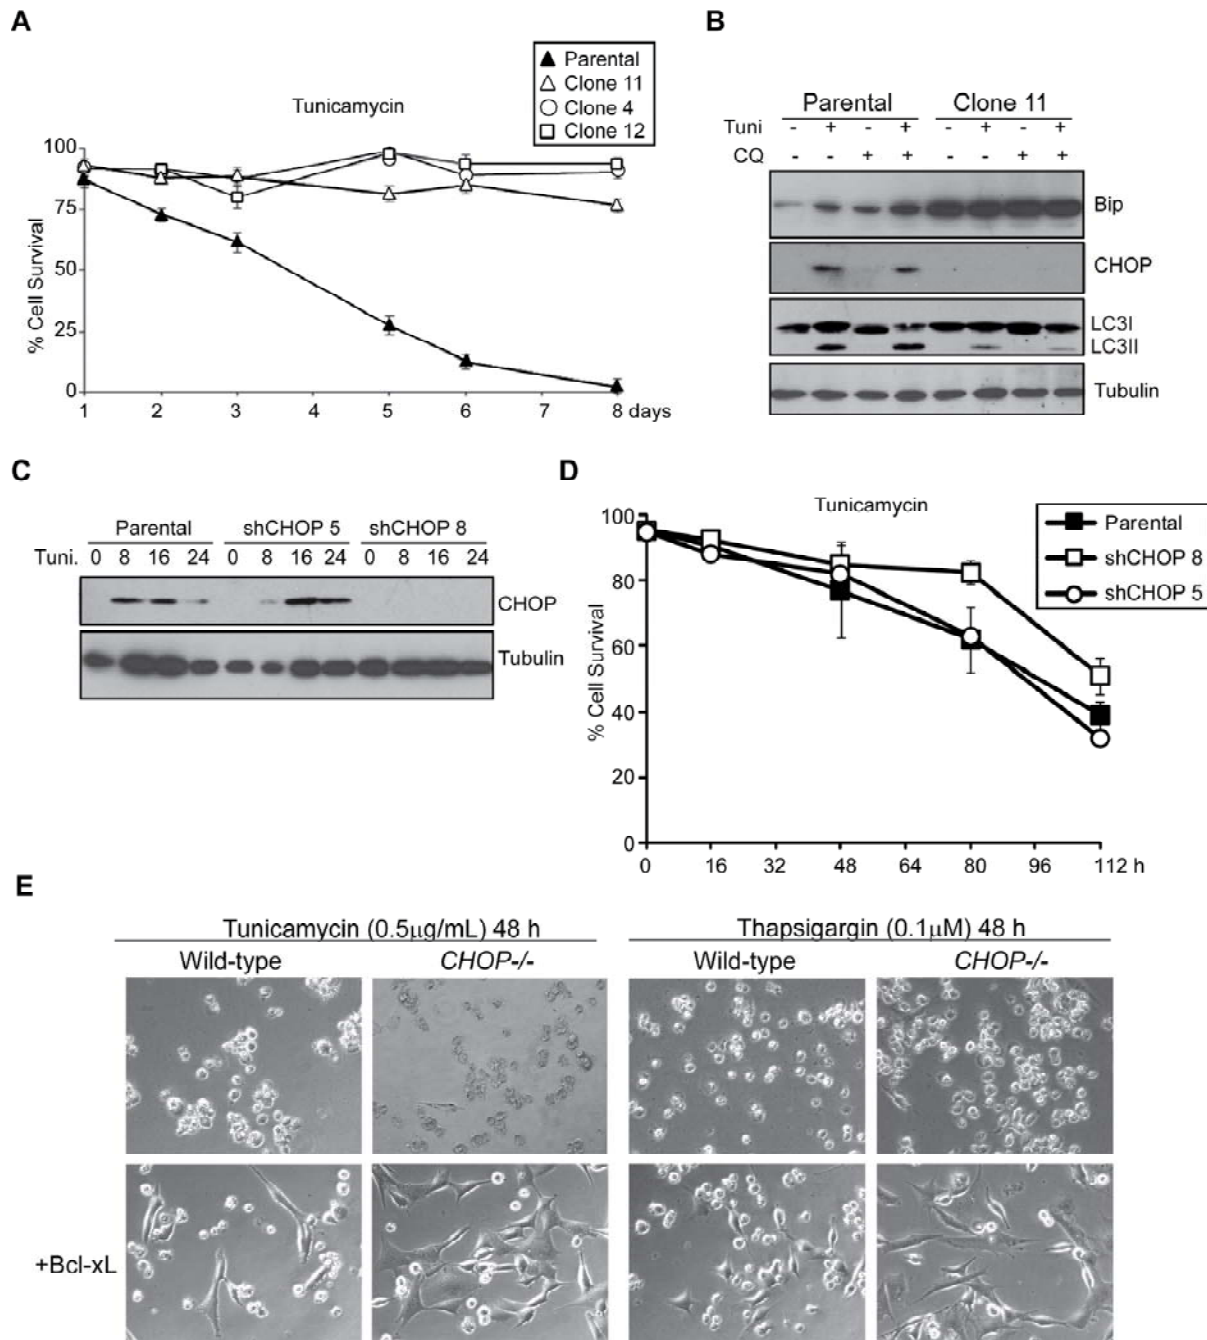 A
Parental
Clone 11
Clone 4
Clone 12
Tunicamycin
100
75
50
25
0
% Cell Survival
1 2 3 4 5 6 7 8 days
B
Parental Clone 11
Tuni - + - + - + - +
CQ - - + + - - + +
Bip
CHOP
LC3I
LC3II
Tubulin
C
Parental shCHOP 5 shCHOP 8
Tuni. 0 8 16 24 0 8 16 24 0 8 16 24
CHOP
Tubulin
D
Tunicamycin
Parental
shCHOP 8
shCHOP 5
100
80
60
40
20
0
% Cell Survival
0 16 32 48 64 80 96 112 h
E
Tunicamycin (0.5µg/mL) 48 h Thapsigargin (0.1µM) 48 h
Wild-type CHOP-/- Wild-type CHOP-/-
+Bcl-xL